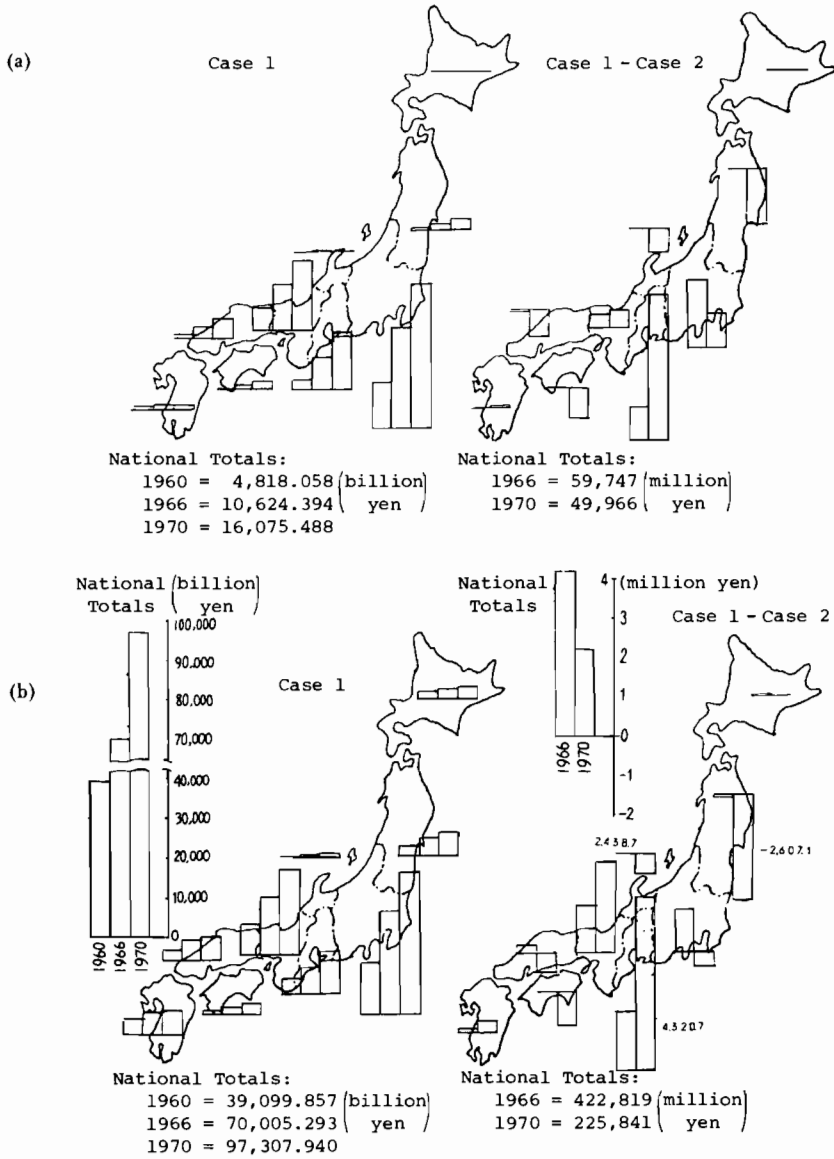 (a)
Case 1
Case 1 - Case 2
National Totals:
1960 = 4,818.058 (billion
1966 = 10,624.394 yen)
1970 = 16,075.488
National Totals:
1966 = 59,747 (million
1970 = 49,966 yen)
National (billion
Totals yen)
100,000
90,000
80,000
70,000
40,000
30,000
20,000
10,000
0
1960
1966
1970
(b)
Case 1
National
Totals
4 (million yen)
3
2
1
0
-1
-2
1966
1970
Case 1 - Case 2
2,438.7
-2,607.1
4,320.7
National Totals:
1960 = 39,099.857 (billion
1966 = 70,005.293 yen)
1970 = 97,307.940
National Totals:
1966 = 422,819 (million
1970 = 225,841 yen)